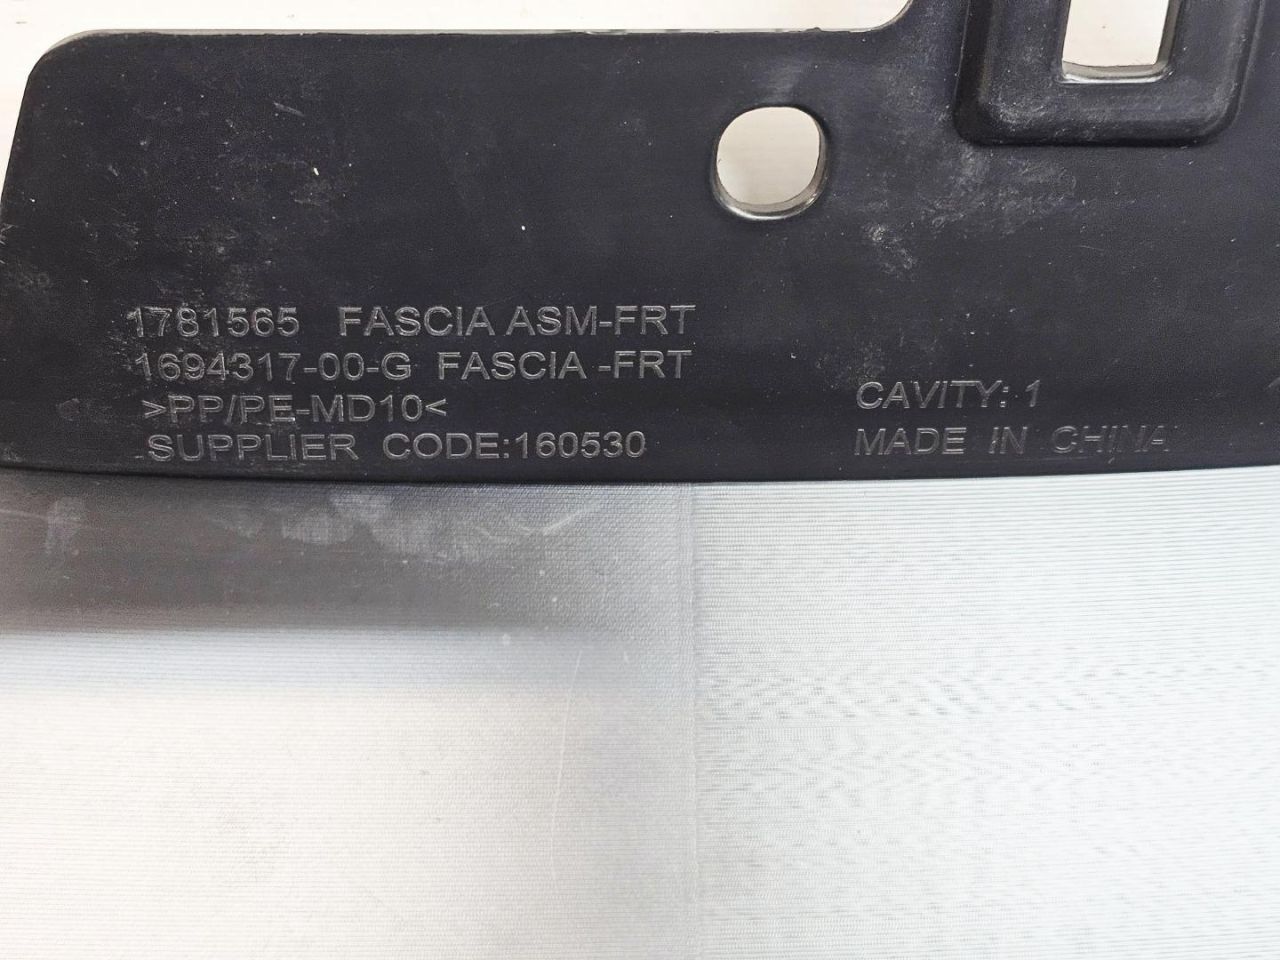 1781565 FASCIA ASM-FRT
1694317-00-G FASCIA -FRT
>PP/PE-MD10<
SUPPLIER CODE:160530
CAVITY: 1
MADE IN CHINA